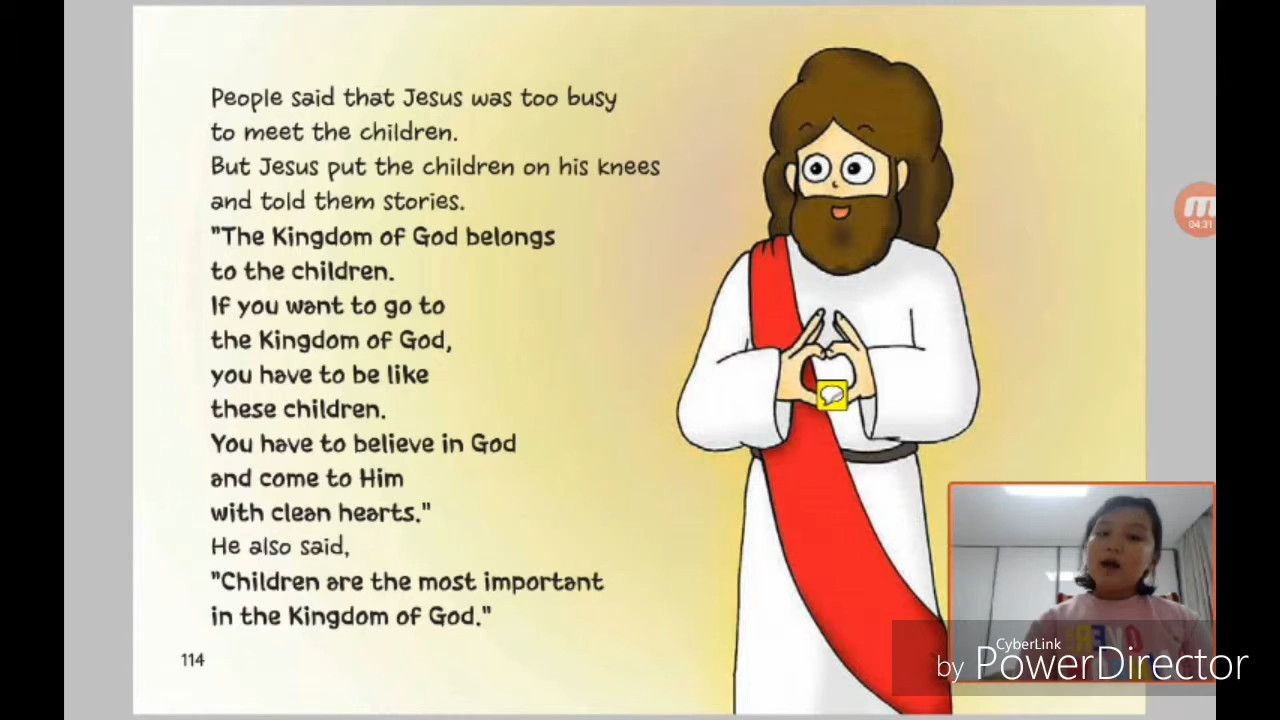 People said that Jesus was too busy
to meet the children.
But Jesus put the children on his knees
and told them stories.
"The Kingdom of God belongs
to the children.
If you want to go to
the Kingdom of God,
you have to be like
these children.
You have to believe in God
and come to Him
with clean hearts."
He also said,
"Children are the most important
in the Kingdom of God."
114
04:31
CyberLink
by PowerDirector